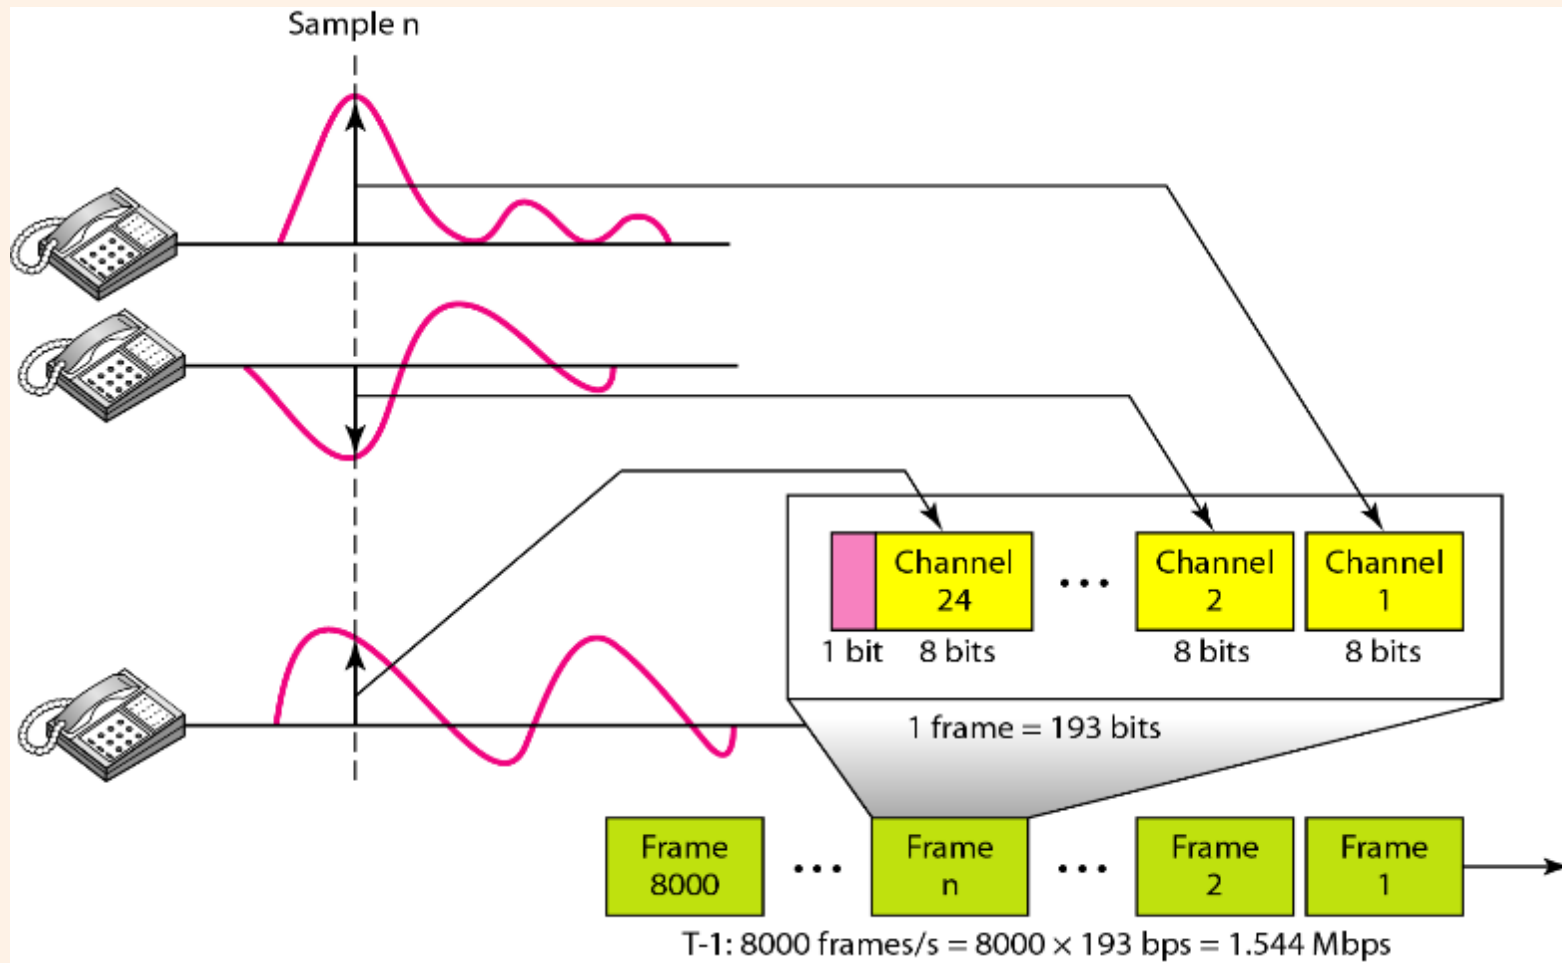 Sample n
Channel
24
•••
Channel
2
Channel
1
1 bit
8 bits
8 bits
8 bits
1 frame = 193 bits
Frame
8000
•••
Frame
n
•••
Frame
2
Frame
1
T-1: 8000 frames/s = 8000 × 193 bps = 1.544 Mbps